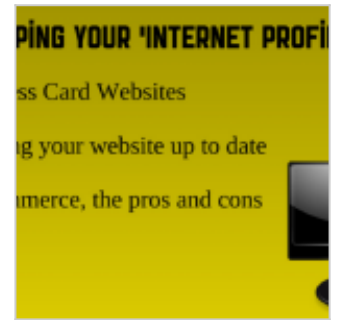 PING YOUR 'INTERNET PROFI
ss Card Websites
ng your website up to date
mmerce, the pros and cons